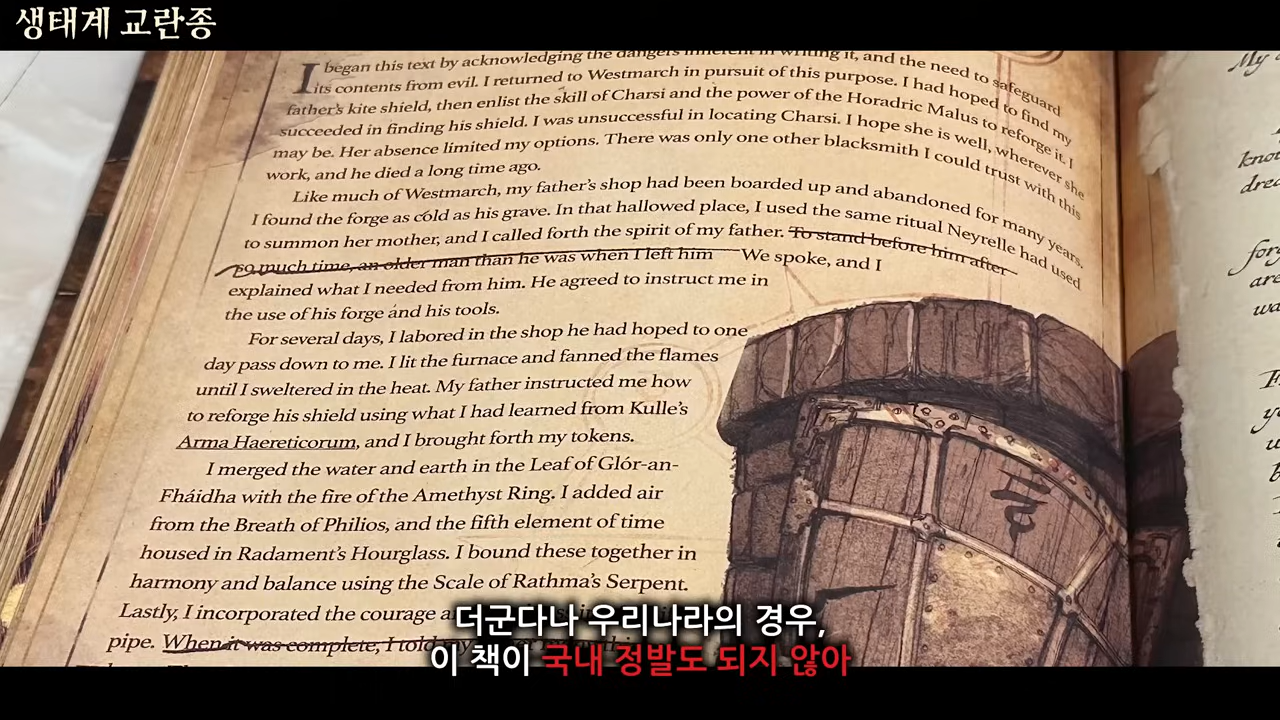 생태계 교란종
I began this text by acknowledging the dangers inherent in writing it, and the need to safeguard
its contents from evil. I returned to Westmarch in pursuit of this purpose. I had hoped to find my
father's kite shield, then enlist the skill of Charsi and the power of the Horadric Malus to reforge it. I
succeeded in finding his shield. I was unsuccessful in locating Charsi. I hope she is well, wherever she
may be. Her absence limited my options. There was only one other blacksmith I could trust with this
work, and he died a long time ago.
Like much of Westmarch, my father's shop had been boarded up and abandoned for many years.
I found the forge as cold as his grave. In that hallowed place, I used the same ritual Neyrelle had used
to summon her mother, and I called forth the spirit of my father. To stand before him after
so much time, an older man than he was when I left him We spoke, and I
explained what I needed from him. He agreed to instruct me in
the use of his forge and his tools.
For several days, I labored in the shop he had hoped to one
day pass down to me. I lit the furnace and fanned the flames
until I sweltered in the heat. My father instructed me how
to reforge his shield using what I had learned from Kulle's
Arma Haereticorum, and I brought forth my tokens.
I merged the water and earth in the Leaf of Glór-an-
Fháidha with the fire of the Amethyst Ring. I added air
from the Breath of Philios, and the fifth element of time
housed in Radament's Hourglass. I bound these together in
harmony and balance using the Scale of Rathma's Serpent.
Lastly, I incorporated the courage
pipe. When it was complete, I told
My
더군다나 우리나라의 경우,
이 책이 국내 정발도 되지 않아